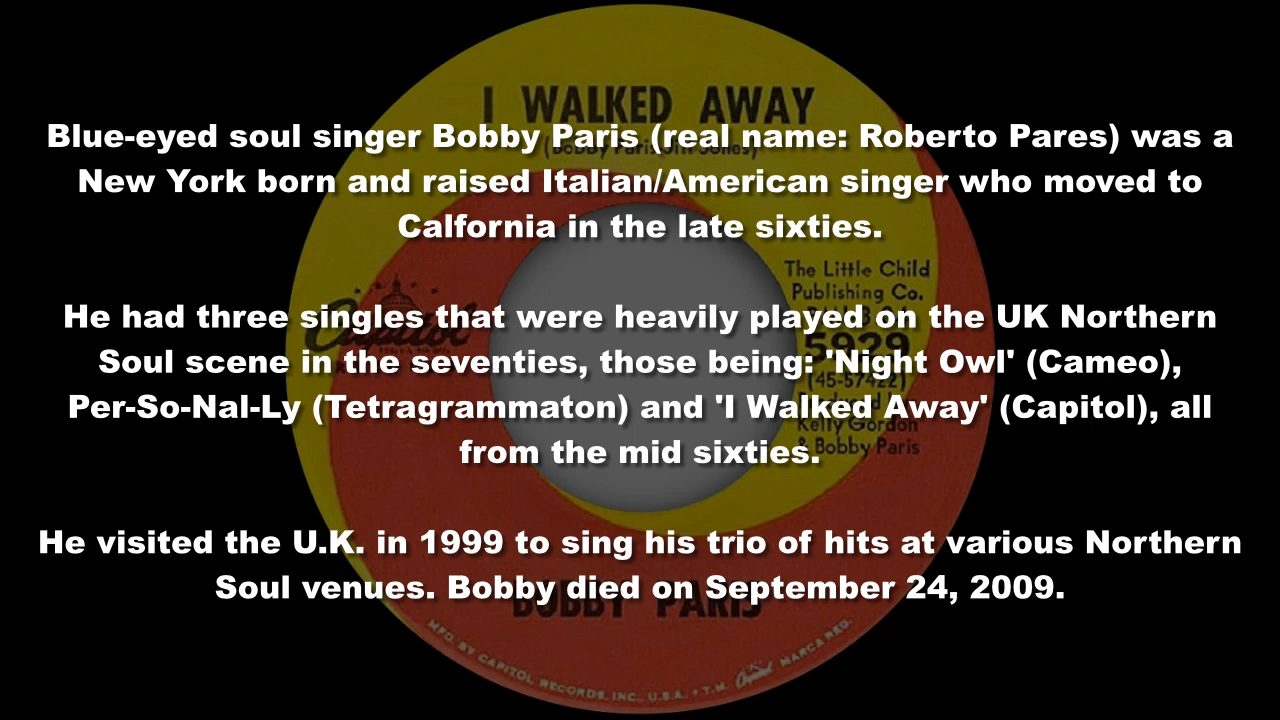 I WALKED AWAY
Blue-eyed soul singer Bobby Paris (real name: Roberto Pares) was a
New York born and raised Italian/American singer who moved to
Calfornia in the late sixties.
The Little Child
Publishing Co.
He had three singles that were heavily played on the UK Northern
Capitol
5929
Soul scene in the seventies, those being: 'Night Owl' (Cameo),
(45-57422)
Per-So-Nal-Ly (Tetragrammaton) and 'I Walked Away' (Capitol), all
Kelly Gordon
& Bobby Paris
from the mid sixties.
He visited the U.K. in 1999 to sing his trio of hits at various Northern
Soul venues. Bobby died on September 24, 2009.
BOBBY PARIS
MFD. BY CAPITOL RECORDS, INC., U.S.A. • T.M. Capitol MARCA REG.